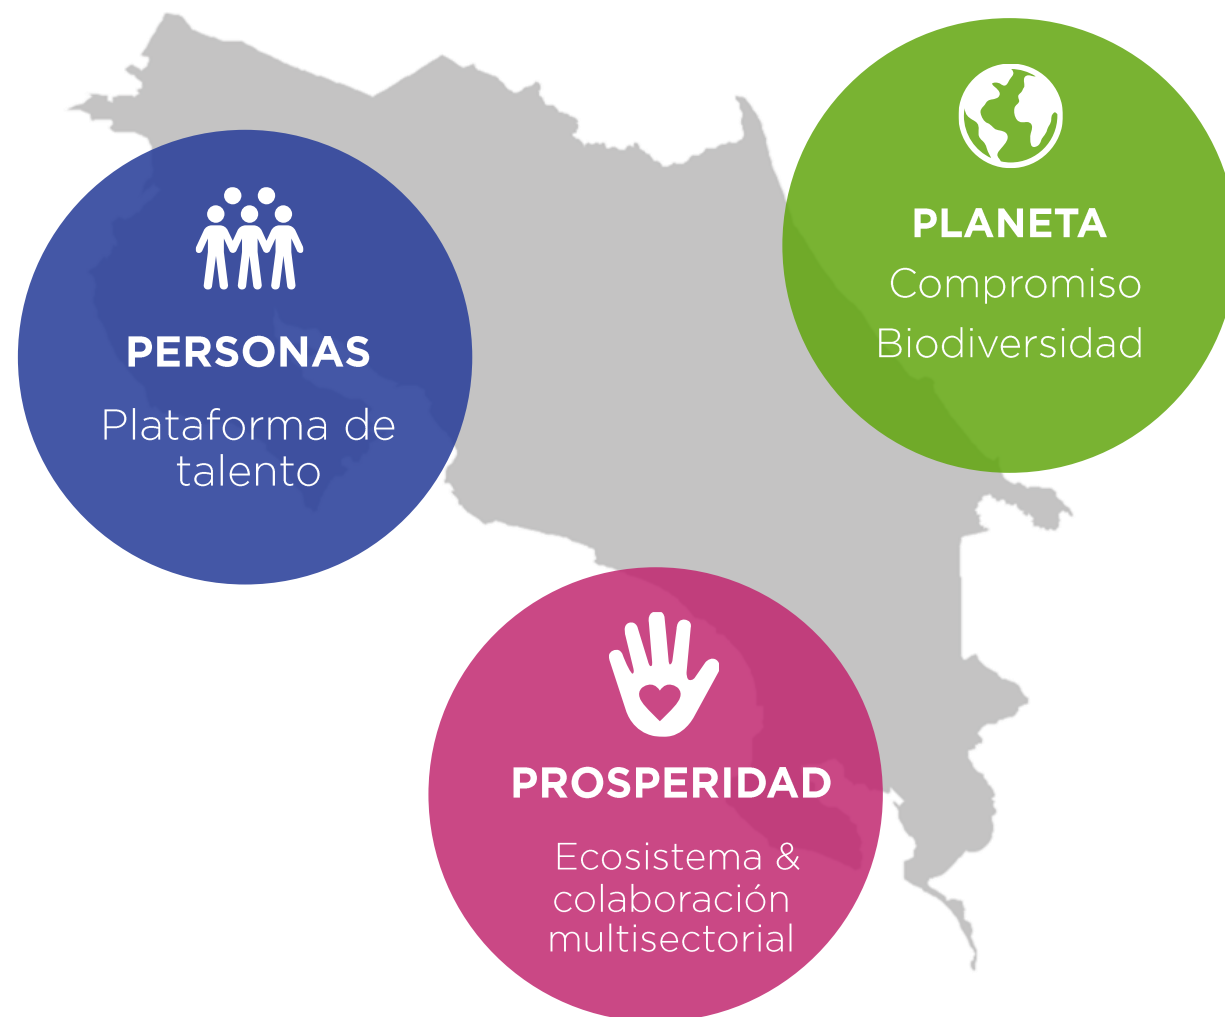 PERSONAS
Plataforma de
talento
PLANETA
Compromiso
Biodiversidad
PROSPERIDAD
Ecosistema &
colaboración
multisectorial